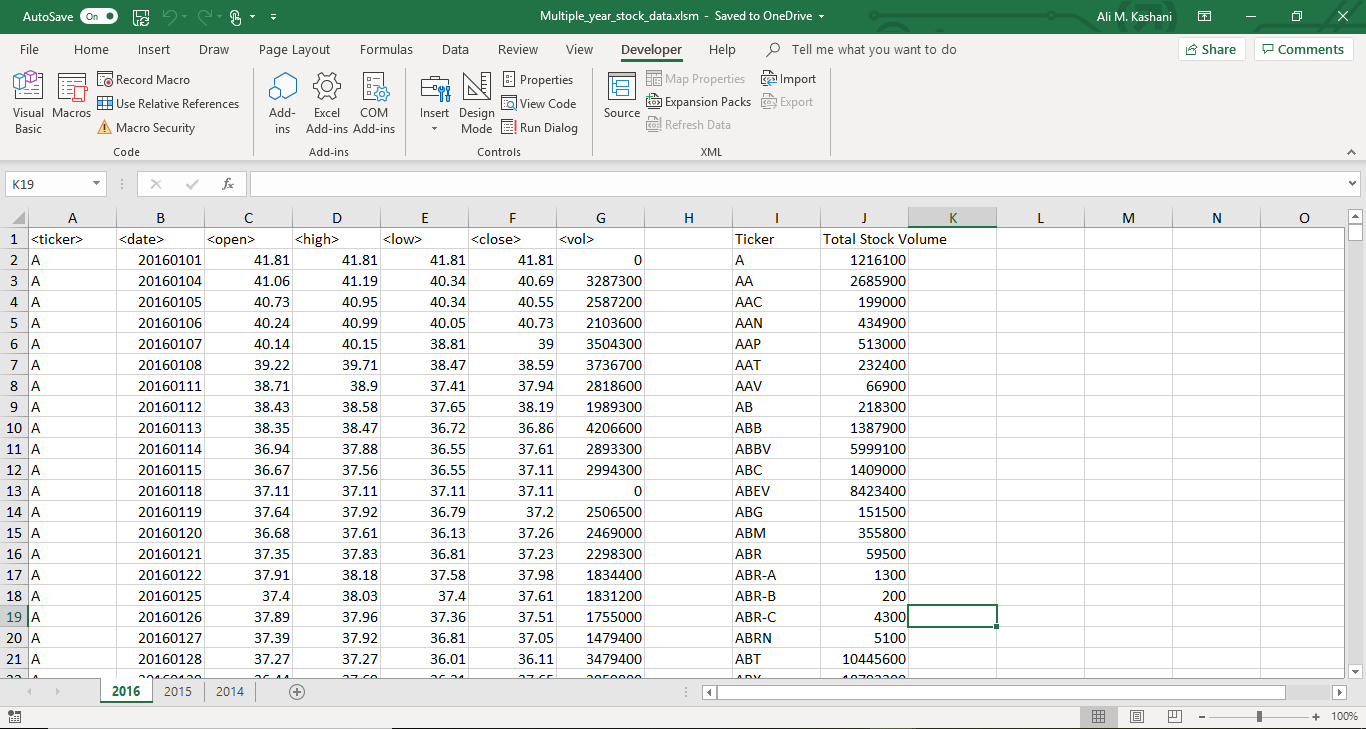 AutoSave On Multiple_year_stock_data.xlsm - Saved to OneDrive Ali M. Kashani
File Home Insert Draw Page Layout Formulas Data Review View Developer Help Tell me what you want to do Share Comments
Visual Basic
Macros
Record Macro
Use Relative References
Macro Security
Code
Add-ins
Excel Add-ins
COM Add-ins
Add-ins
Insert
Design Mode
Properties
View Code
Run Dialog
Controls
Source
Map Properties
Expansion Packs
Refresh Data
Import
Export
XML
K19 fx
A B C D E F G H I J K L M N O
1 <ticker> <date> <open> <high> <low> <close> <vol> Ticker Total Stock Volume
2 A 20160101 41.81 41.81 41.81 41.81 0 A 1216100
3 A 20160104 41.06 41.19 40.34 40.69 3287300 AA 2685900
4 A 20160105 40.73 40.95 40.34 40.55 2587200 AAC 199000
5 A 20160106 40.24 40.99 40.05 40.73 2103600 AAN 434900
6 A 20160107 40.14 40.15 38.81 39 3504300 AAP 513000
7 A 20160108 39.22 39.71 38.47 38.59 3736700 AAT 232400
8 A 20160111 38.71 38.9 37.41 37.94 2818600 AAV 66900
9 A 20160112 38.43 38.58 37.65 38.19 1989300 AB 218300
10 A 20160113 38.35 38.47 36.72 36.86 4206600 ABB 1387900
11 A 20160114 36.94 37.88 36.55 37.61 2893300 ABBV 5999100
12 A 20160115 36.67 37.56 36.55 37.11 2994300 ABC 1409000
13 A 20160118 37.11 37.11 37.11 37.11 0 ABEV 8423400
14 A 20160119 37.64 37.92 36.79 37.2 2506500 ABG 151500
15 A 20160120 36.68 37.61 36.13 37.26 2469000 ABM 355800
16 A 20160121 37.35 37.83 36.81 37.23 2298300 ABR 59500
17 A 20160122 37.91 38.18 37.58 37.98 1834400 ABR-A 1300
18 A 20160125 37.4 38.03 37.4 37.61 1831200 ABR-B 200
19 A 20160126 37.89 37.96 37.36 37.51 1755000 ABR-C 4300
20 A 20160127 37.39 37.92 36.81 37.05 1479400 ABRN 5100
21 A 20160128 37.27 37.27 36.01 36.11 3479400 ABT 10445600
2016 2015 2014
100%